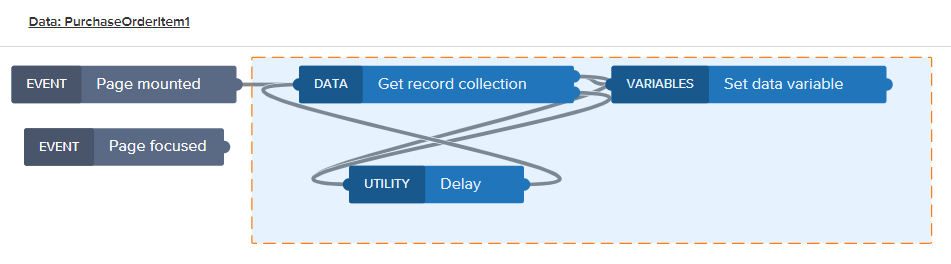 Data: PurchaseOrderItem1
EVENT Page mounted
DATA Get record collection
VARIABLES Set data variable
EVENT Page focused
UTILITY Delay